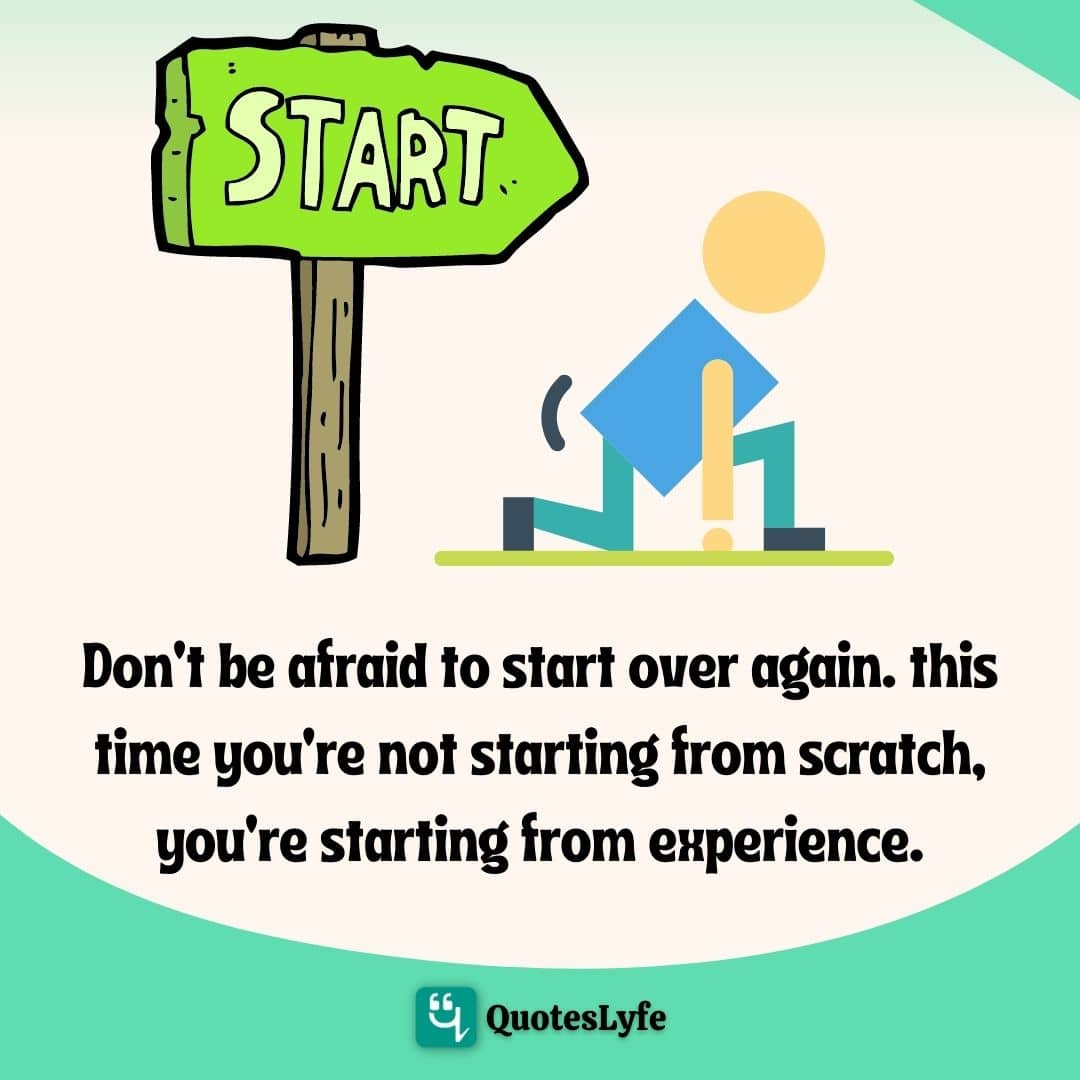 START
Don't be afraid to start over again. this
time you're not starting from scratch,
you're starting from experience.
QuotesLyfe